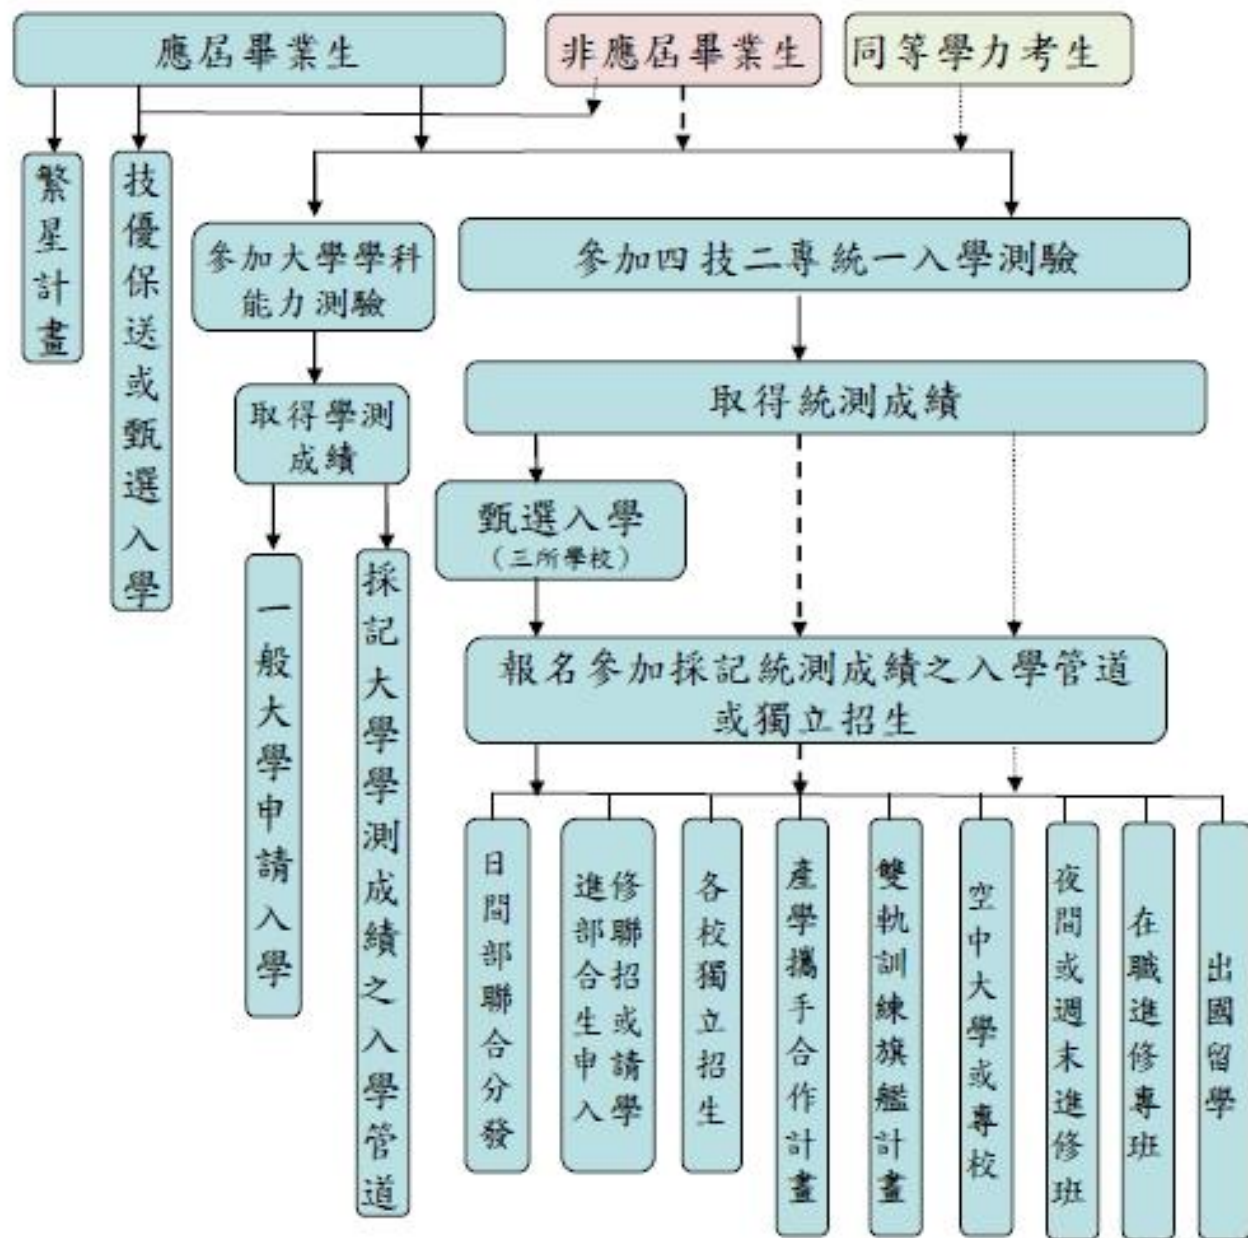 應屆畢業生
非應屆畢業生
同等學力考生
繁星計畫
技優保送或甄選入學
參加大學學科
能力測驗
參加四技二專統一入學測驗
取得學測
成績
取得統測成績
甄選入學
（三所學校）
一般大學申請入學
採記大學學測成績之入學管道
報名參加採記統測成績之入學管道
或獨立招生
日間部聯合分發
進修
部聯
合招
生或
申請
入學
各校獨立招生
產學攜手合作計畫
雙軌訓練旗艦計畫
空中大學或專校
夜間或週末進修班
在職進修專班
出國留學